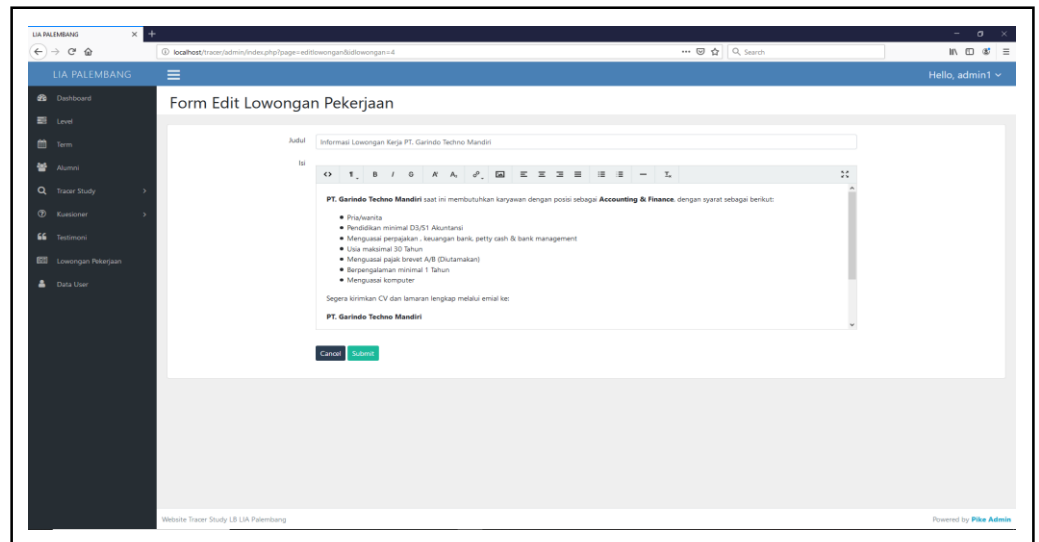 LIA PALEMBANG
localhost/tracer/admin/index.php?page=editlowongan&idlowongan=4
Search
LIA PALEMBANG
Hello, admin1
Dashboard
Level
Term
Alumni
Tracer Study
Kuesioner
Testimoni
Lowongan Pekerjaan
Data User
Form Edit Lowongan Pekerjaan
Judul
Informasi Lowongan Kerja PT. Garindo Techno Mandiri
Isi
PT. Garindo Techno Mandiri saat ini membutuhkan karyawan dengan posisi sebagai Accounting & Finance, dengan syarat sebagai berikut:
Pria/wanita
Pendidikan minimal D3/S1 Akuntansi
Menguasai perpajakan , keuangan bank, petty cash & bank management
Usia maksimal 30 Tahun
Menguasai pajak brevet A/B (Diutamakan)
Berpengalaman minimal 1 Tahun
Menguasai komputer
Segera kirimkan CV dan lamaran lengkap melalui emial ke:
PT. Garindo Techno Mandiri
Cancel Submit
Website Tracer Study LB LIA Palembang
Powered by Pike Admin